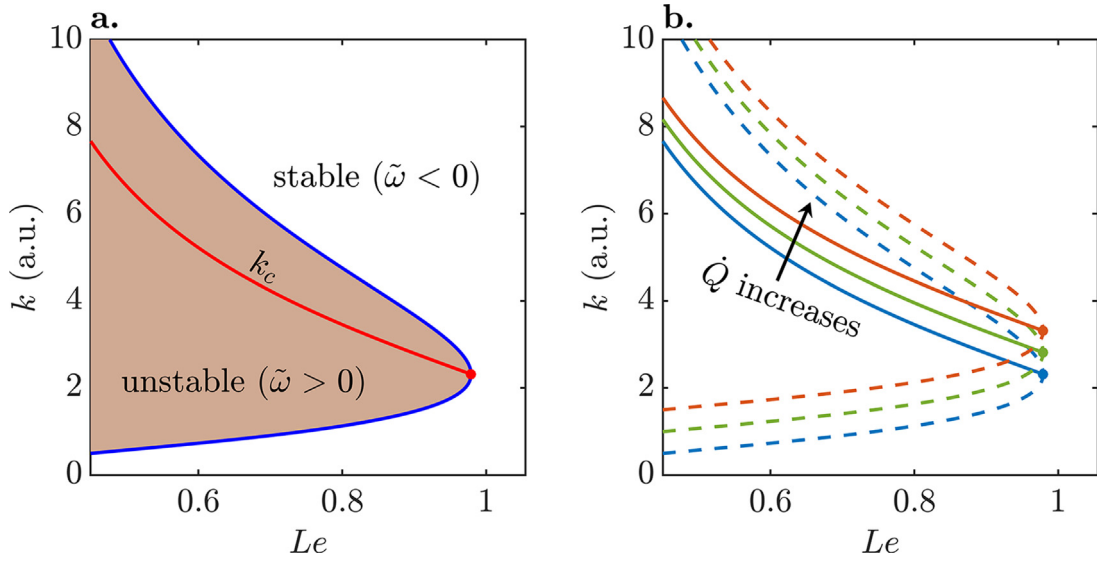 a.
10
8
6
4
2
0
k (a.u.)
stable (ω̃ < 0)
k_c
unstable (ω̃ > 0)
0.6
0.8
1
Le
b.
10
8
6
4
2
0
k (a.u.)
Q̇ increases
0.6
0.8
1
Le